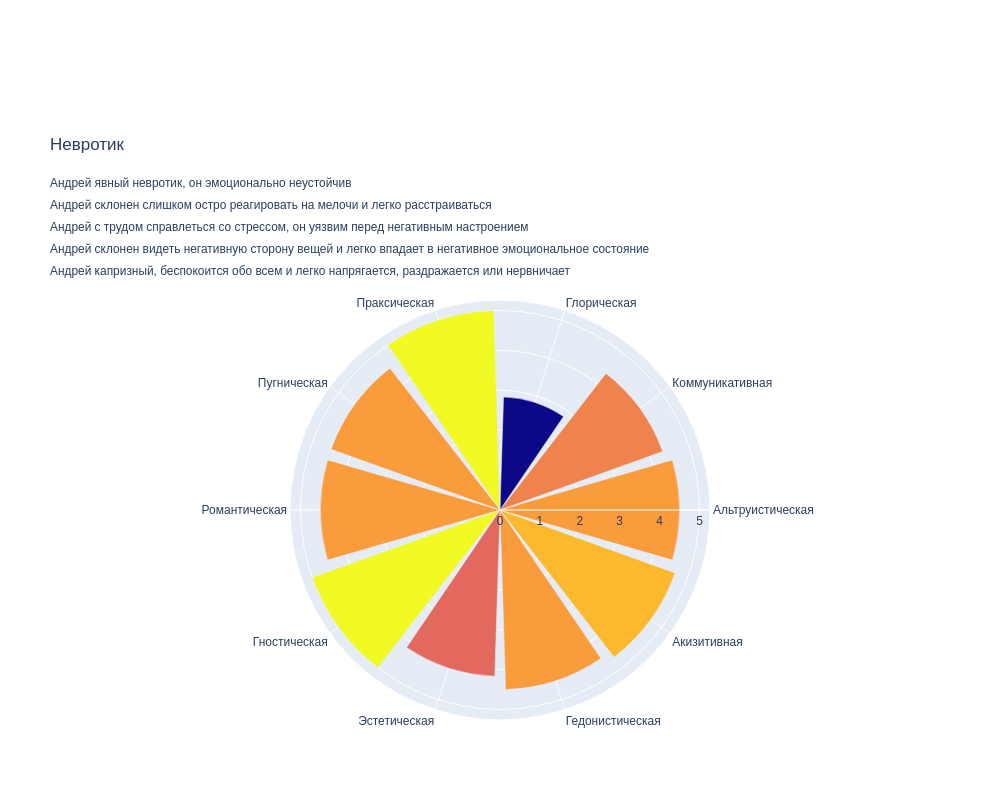 Невротик
Андрей явный невротик, он эмоционально неустойчив
Андрей склонен слишком остро реагировать на мелочи и легко расстраиваться
Андрей с трудом справлеться со стрессом, он уязвим перед негативным настроением
Андрей склонен видеть негативную сторону вещей и легко впадает в негативное эмоциональное состояние
Андрей капризный, беспокоится обо всем и легко напрягается, раздражается или нервничает
Праксическая
Глорическая
Пугническая
Коммуникативная
Романтическая
Альтруистическая
0 1 2 3 4 5
Гностическая
Акизитивная
Эстетическая
Гедонистическая